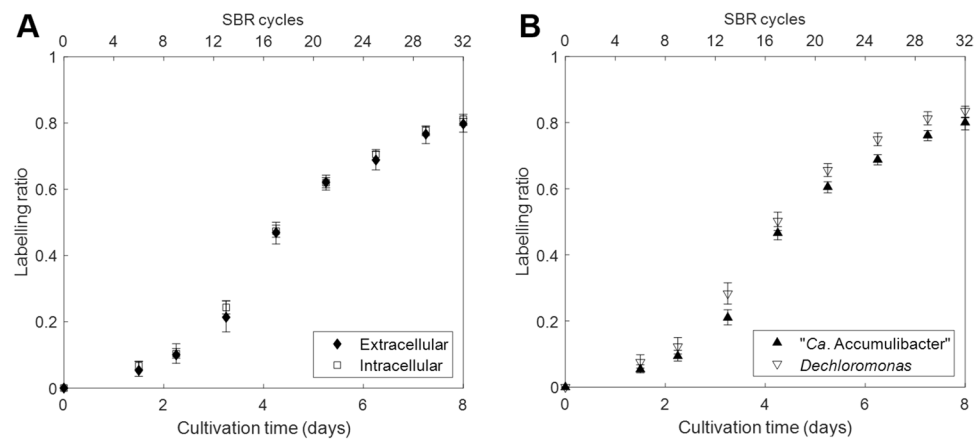 A
SBR cycles
0 4 8 12 16 20 24 28 32
1
0.8
0.6
0.4
0.2
0
Labelling ratio
Extracellular
Intracellular
0 2 4 6 8
Cultivation time (days)
B
SBR cycles
0 4 8 12 16 20 24 28 32
1
0.8
0.6
0.4
0.2
0
Labelling ratio
"Ca. Accumulibacter"
Dechloromonas
0 2 4 6 8
Cultivation time (days)